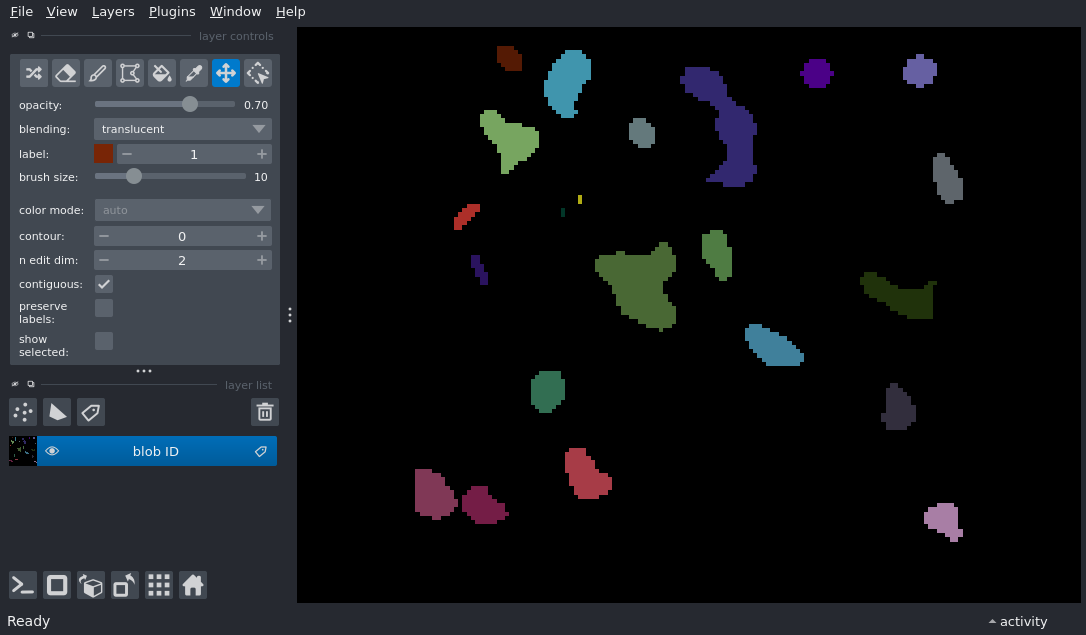 File View Layers Plugins Window Help
layer controls
opacity: 0.70
blending: translucent
label: 1
brush size: 10
color mode: auto
contour: 0
n edit dim: 2
contiguous:
preserve
labels:
show
selected:
layer list
blob ID
Ready activity